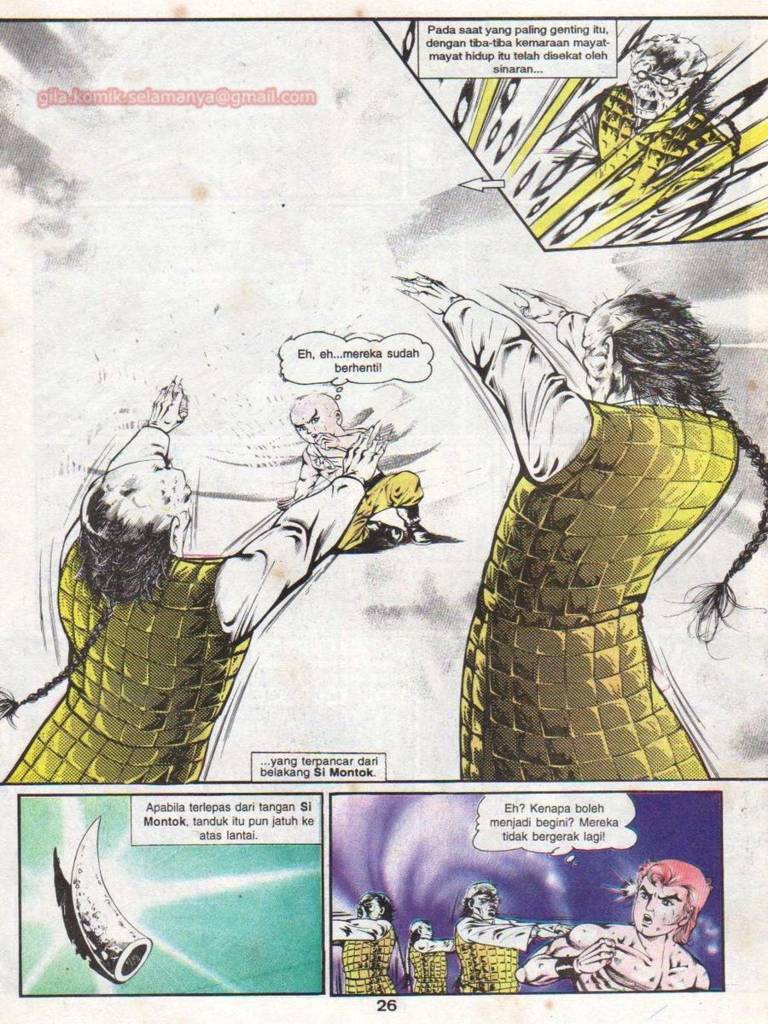 Pada saat yang paling genting itu,
dengan tiba-tiba kemaraan mayat-
mayat hidup itu telah disekat oleh
sinaran...
gila.komik.selamanya@gmail.com
Eh, eh...mereka sudah
berhenti!
...yang terpancar dari
belakang Si Montok.
Apabila terlepas dari tangan Si
Montok, tanduk itu pun jatuh ke
atas lantai.
Eh? Kenapa boleh
menjadi begini? Mereka
tidak bergerak lagi!
26